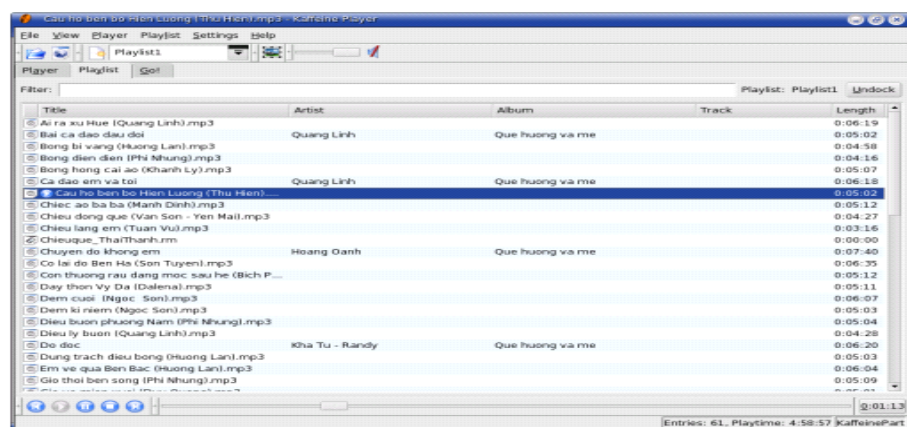 Cau ho ben bo Hien Luong (Thu Hien).mp3 - Kaffeine Player
File View Player Playlist Settings Help
Playlist1
Player Playlist Go!
Filter: Playlist: Playlist1 Undock
Title Artist Album Track Length
Ai ra xu Hue (Quang Linh).mp3 0:06:19
Bai ca dao dau doi Quang Linh Que huong va me 0:05:02
Bong bi vang (Huong Lan).mp3 0:04:58
Bong dien dien (Phi Nhung).mp3 0:04:16
Bong hong cai ao (Khanh Ly).mp3 0:05:07
Ca dao em va toi Quang Linh Que huong va me 0:06:18
Cau ho ben bo Hien Luong (Thu Hien).... 0:05:02
Chiec ao ba ba (Manh Dinh).mp3 0:05:12
Chieu dong que (Van Son - Yen Mai).mp3 0:04:27
Chieu lang em (Tuan Vu).mp3 0:03:16
Chieuque_ThaiThanh.rm 0:00:00
Chuyen do khong em Hoang Oanh Que huong va me 0:07:40
Co lai do Ben Ha (Son Tuyen).mp3 0:06:35
Con thuong rau dang moc sau he (Bich P... 0:05:12
Day thon Vy Da (Dalena).mp3 0:05:11
Dem cuoi (Ngoc Son).mp3 0:06:07
Dem ki niem (Ngoc Son).mp3 0:05:03
Dieu buon phuong Nam (Phi Nhung).mp3 0:05:04
Dieu ly buon (Quang Linh).mp3 0:04:28
Do doc Kha Tu - Randy Que huong va me 0:06:20
Dung trach dieu bong (Huong Lan).mp3 0:05:03
Em ve qua Ben Bac (Huong Lan).mp3 0:06:04
Gio thoi ben song (Phi Nhung).mp3 0:05:09
0:01:13
Entries: 61, Playtime: 4:58:57 KaffeinePart